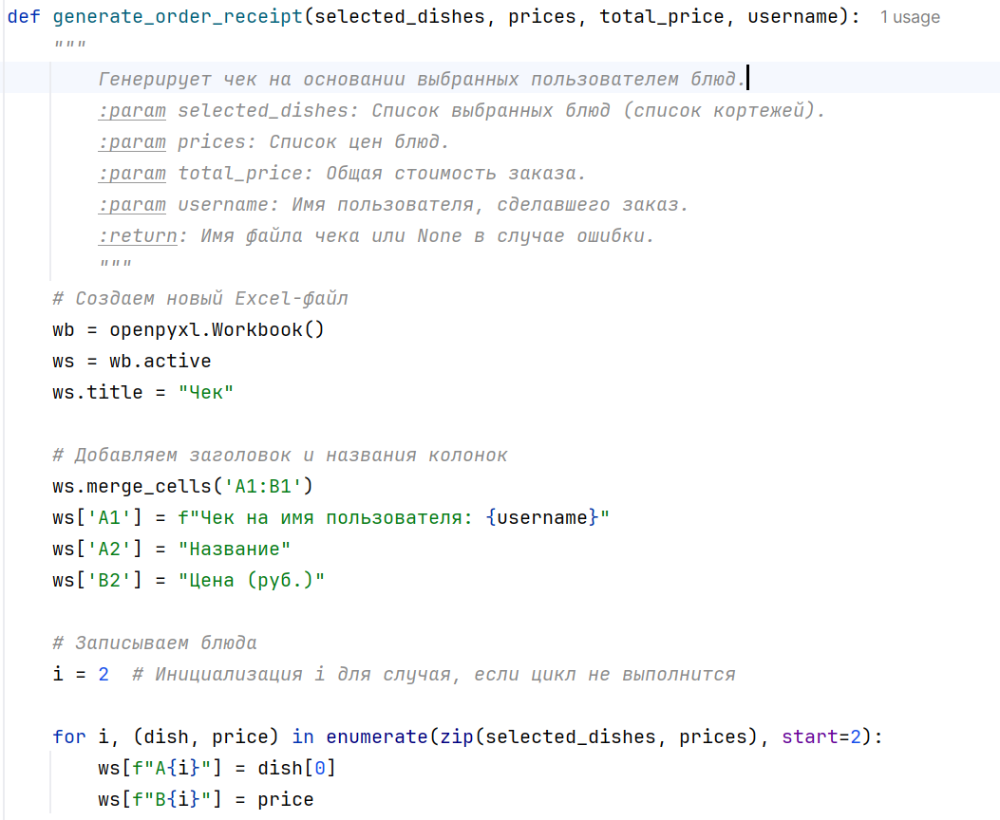 def generate_order_receipt(selected_dishes, prices, total_price, username):  1 usage
    """
        Генерирует чек на основании выбранных пользователем блюд.
        :param selected_dishes: Список выбранных блюд (список кортежей).
        :param prices: Список цен блюд.
        :param total_price: Общая стоимость заказа.
        :param username: Имя пользователя, сделавшего заказ.
        :return: Имя файла чека или None в случае ошибки.
        """
    # Создаем новый Excel-файл
    wb = openpyxl.Workbook()
    ws = wb.active
    ws.title = "Чек"

    # Добавляем заголовок и названия колонок
    ws.merge_cells('A1:B1')
    ws['A1'] = f"Чек на имя пользователя: {username}"
    ws['A2'] = "Название"
    ws['B2'] = "Цена (руб.)"

    # Записываем блюда
    i = 2  # Инициализация i для случая, если цикл не выполнится

    for i, (dish, price) in enumerate(zip(selected_dishes, prices), start=2):
        ws[f"A{i}"] = dish[0]
        ws[f"B{i}"] = price